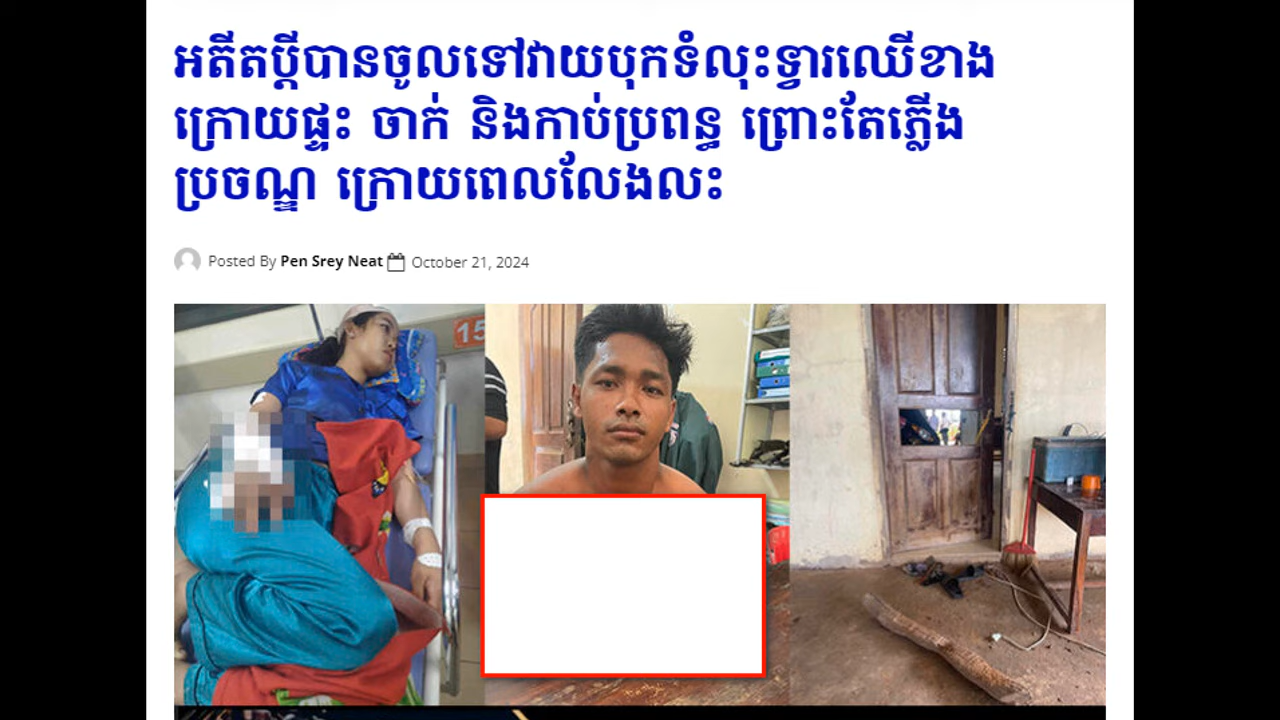 អតីតប្តីបានចូលទៅវាយបុកទំលុះទ្វារឈើខាង
ក្រោយផ្ទះ ចាក់ និងកាប់ប្រពន្ធ ព្រោះតែភ្លើង
ប្រចណ្ឌ ក្រោយពេលលែងលះ
Posted By Pen Srey Neat October 21, 2024
15